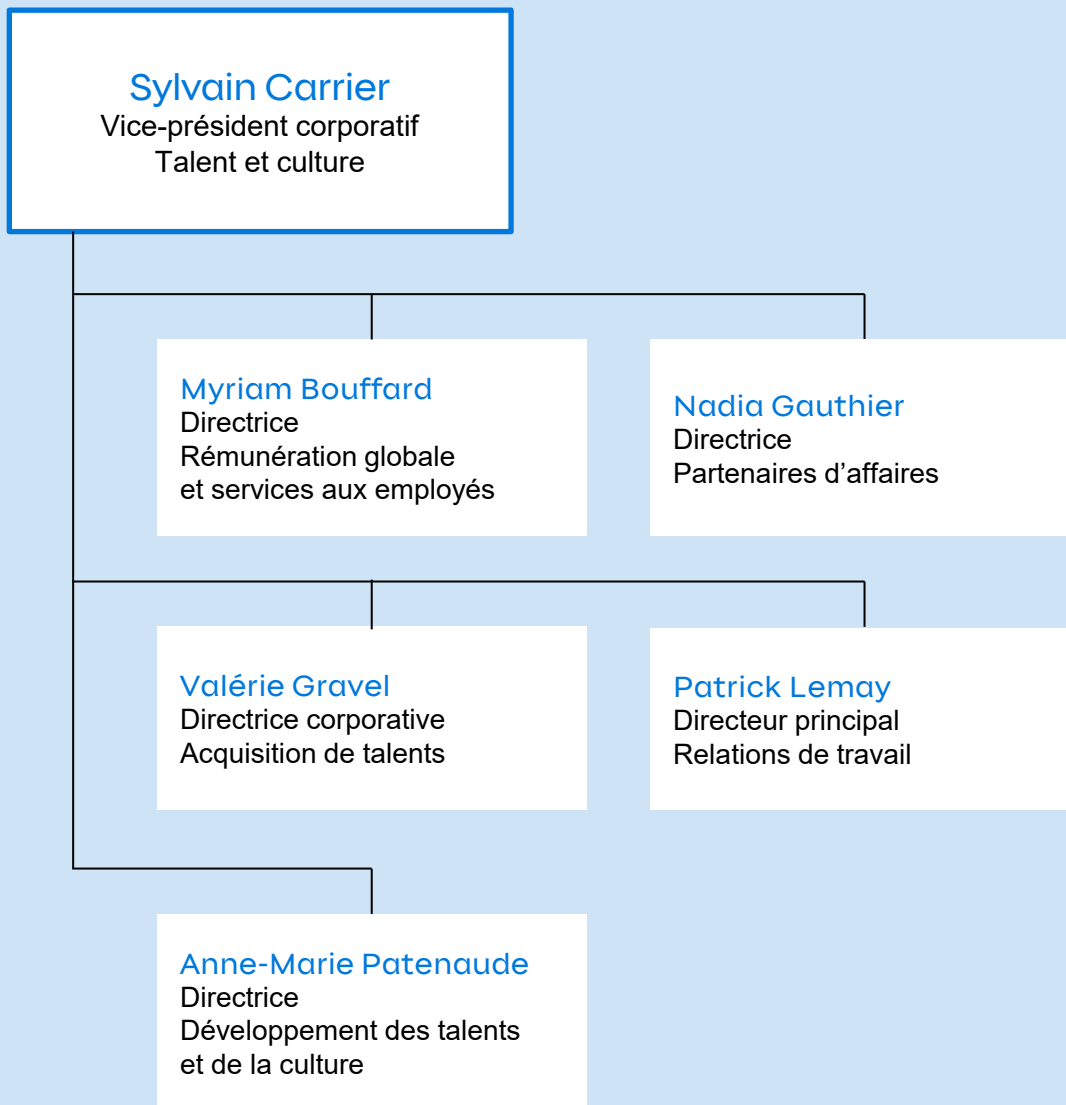 Sylvain Carrier
Vice-président corporatif
Talent et culture
Myriam Bouffard
Directrice
Rémunération globale
et services aux employés
Nadia Gauthier
Directrice
Partenaires d’affaires
Valérie Gravel
Directrice corporative
Acquisition de talents
Patrick Lemay
Directeur principal
Relations de travail
Anne-Marie Patenaude
Directrice
Développement des talents
et de la culture